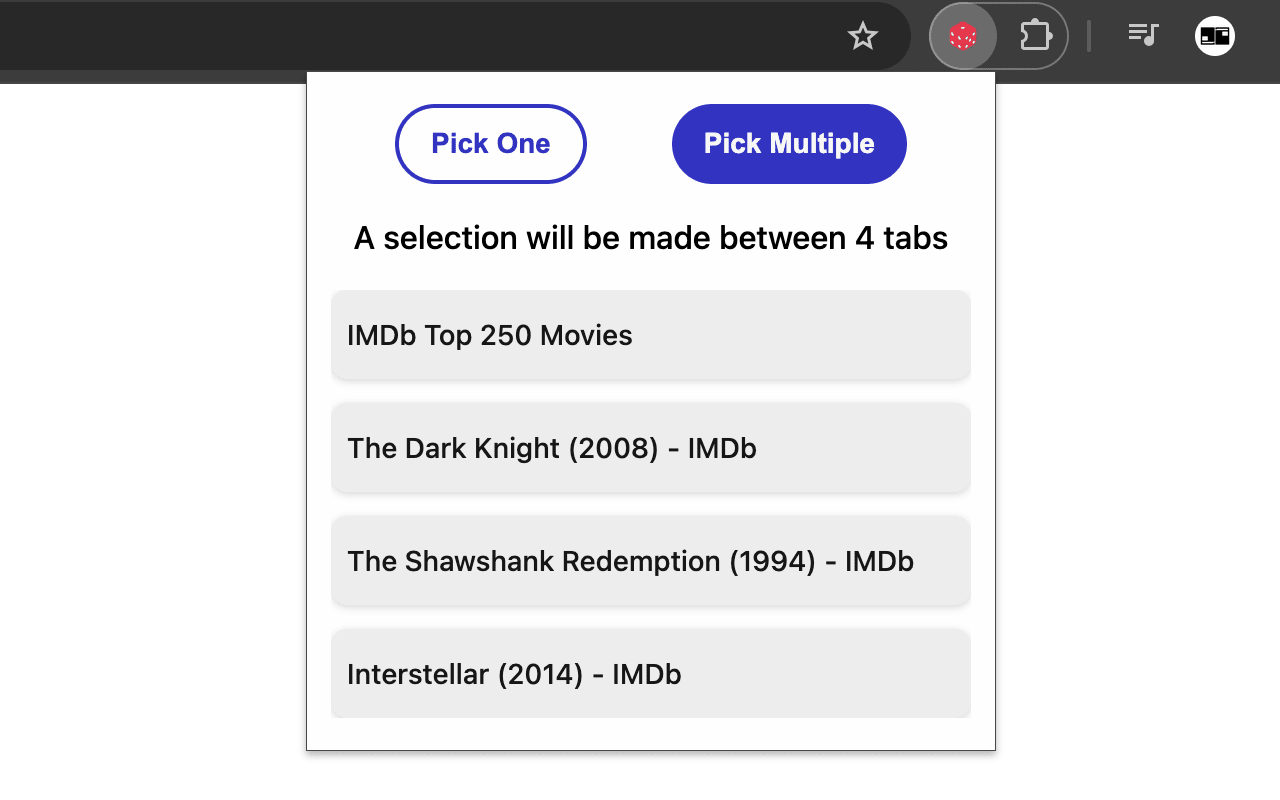 Pick One
Pick Multiple
A selection will be made between 4 tabs
IMDb Top 250 Movies
The Dark Knight (2008) - IMDb
The Shawshank Redemption (1994) - IMDb
Interstellar (2014) - IMDb